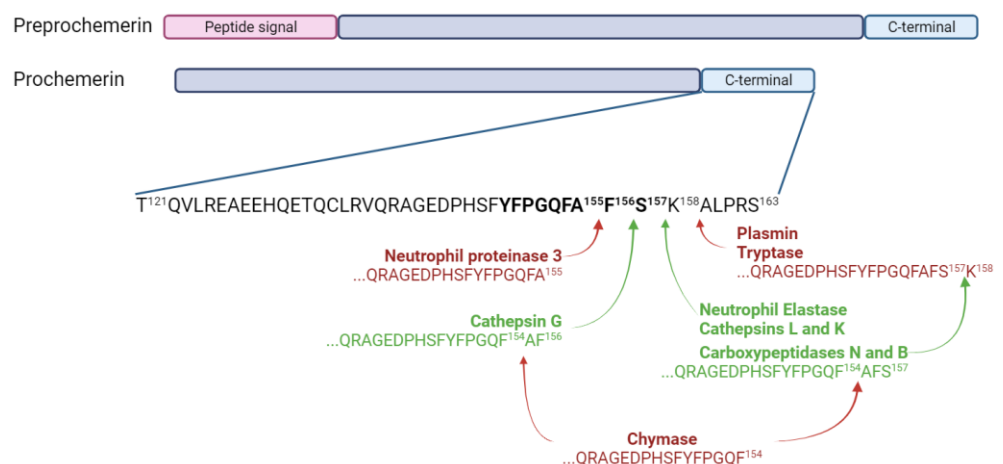 Preprochemerin Peptide signal C-terminal
Prochemerin C-terminal
T121QVLREAEEHQETQCLRVQRAGEDPHSFYFPGQFA155F156S157K158ALPRS163
Neutrophil proteinase 3
...QRAGEDPHSFYFPGQFA155
Plasmin
Tryptase
...QRAGEDPHSFYFPGQFAFS157K158
Cathepsin G
...QRAGEDPHSFYFPGQF154AF156
Neutrophil Elastase
Cathepsins L and K
Carboxypeptidases N and B
...QRAGEDPHSFYFPGQF154AFS157
Chymase
...QRAGEDPHSFYFPGQF154